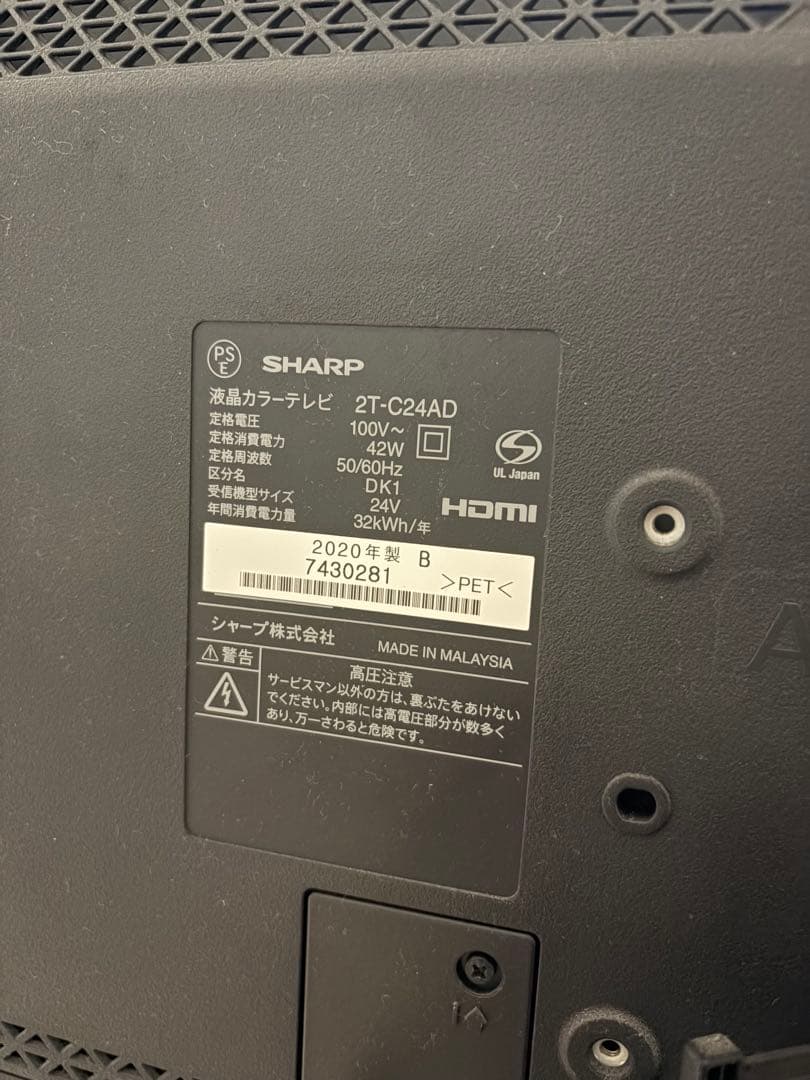 PS
E
SHARP
液晶カラーテレビ 2T-C24AD
定格電圧 100V～
定格消費電力 42W
定格周波数 50/60Hz
区分名 DK1
受信機型サイズ 24V
年間消費電力量 32kWh/年
UL Japan
HDMI
2020年製 B
7430281 >PET<
シャープ株式会社 MADE IN MALAYSIA
警告 高圧注意
サービスマン以外の方は、裏ぶたをあけない
でください。内部には高電圧部分が数多く
あり、万一さわると危険です。
A